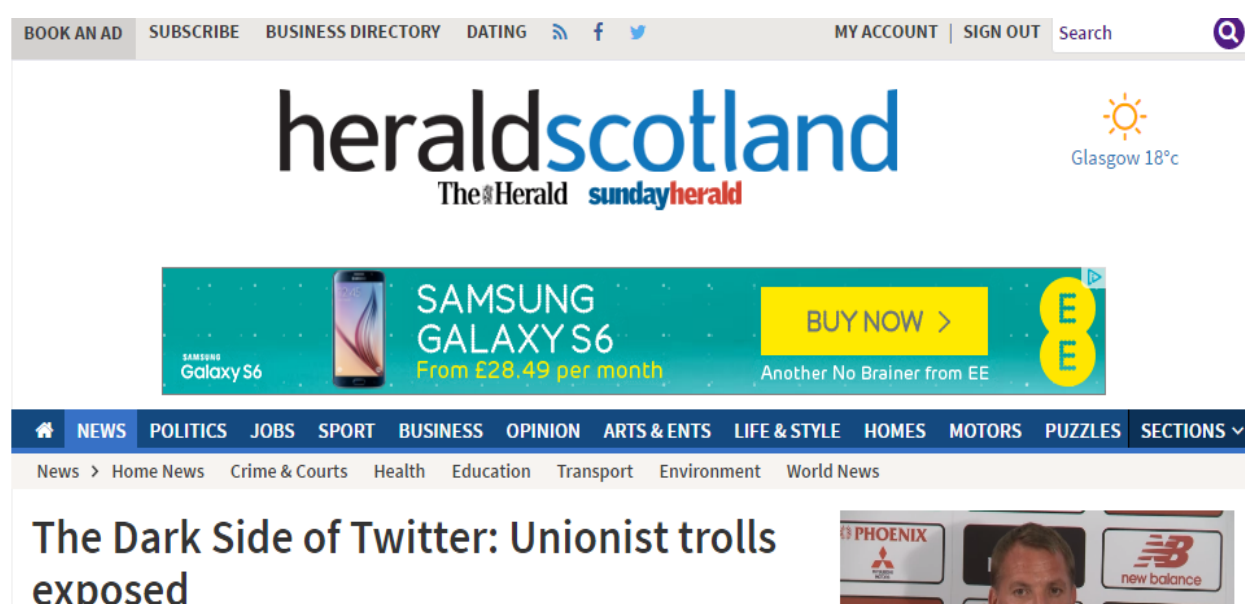 BOOK AN AD SUBSCRIBE BUSINESS DIRECTORY DATING MY ACCOUNT | SIGN OUT Search
heraldscotland
The Herald sundayherald
Glasgow 18°c
SAMSUNG
GALAXY S6
From £28.49 per month
SAMSUNG
Galaxy S6
BUY NOW >
Another No Brainer from EE
EE
NEWS POLITICS JOBS SPORT BUSINESS OPINION ARTS & ENTS LIFE & STYLE HOMES MOTORS PUZZLES SECTIONS
News > Home News Crime & Courts Health Education Transport Environment World News
The Dark Side of Twitter: Unionist trolls
exposed
PHOENIX
new balance